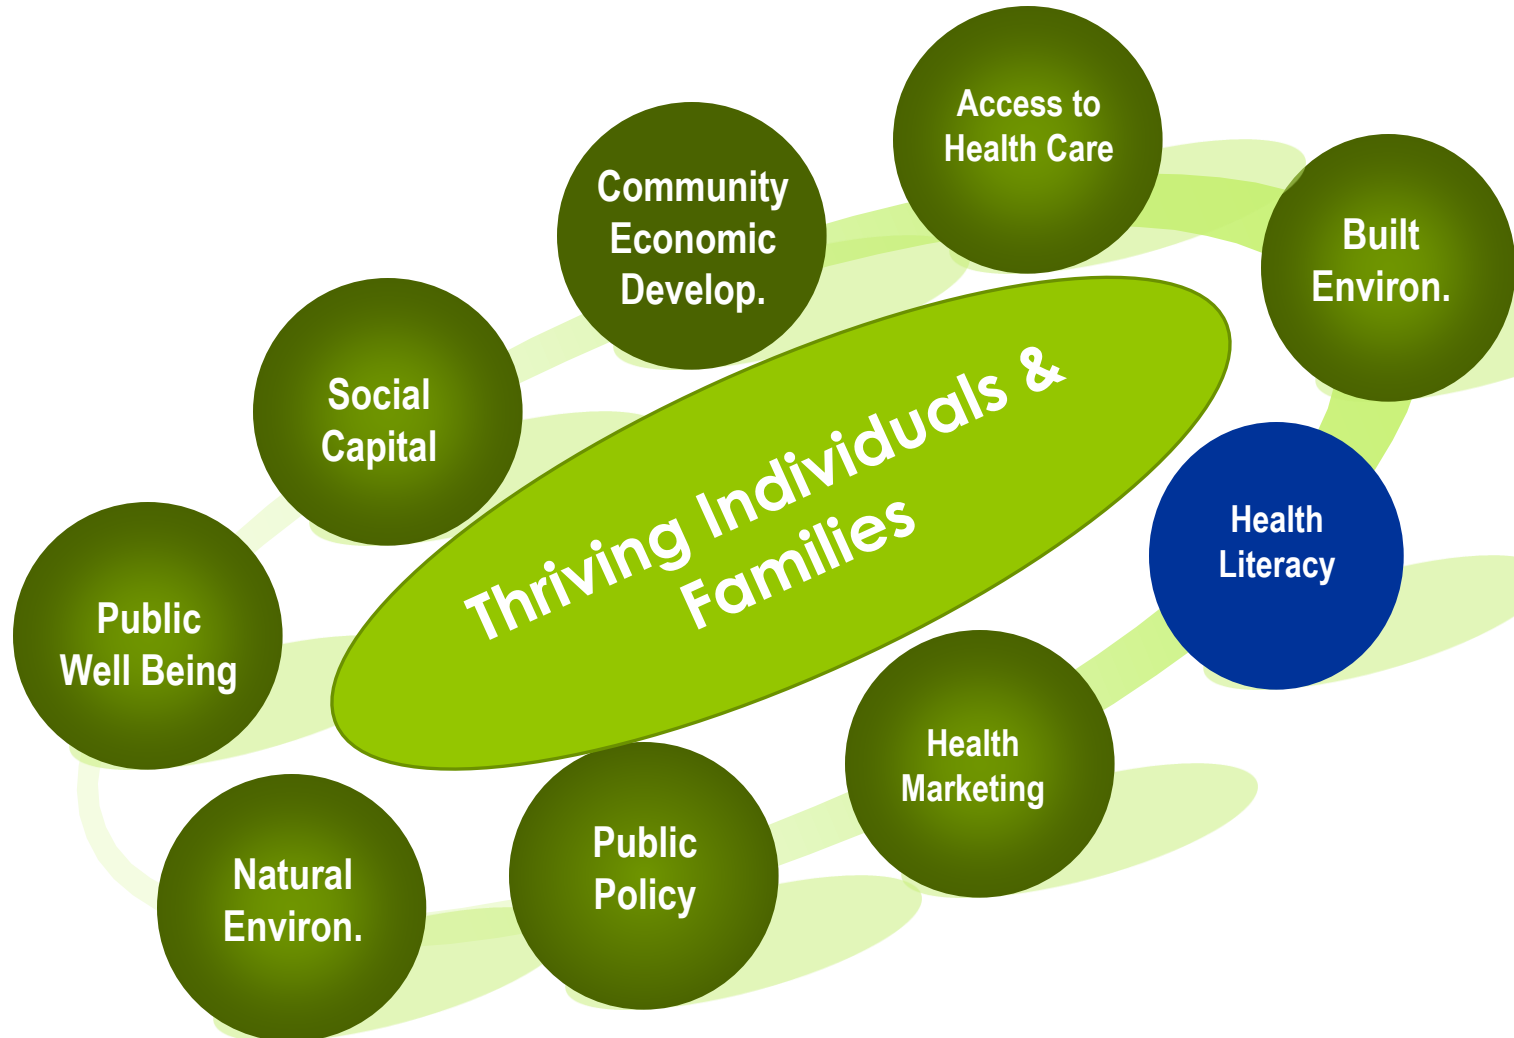 Access to
Health Care
Community
Economic
Develop.
Built
Environ.
Social
Capital
Thriving Individuals &
Families
Health
Literacy
Public
Well Being
Health
Marketing
Public
Policy
Natural
Environ.